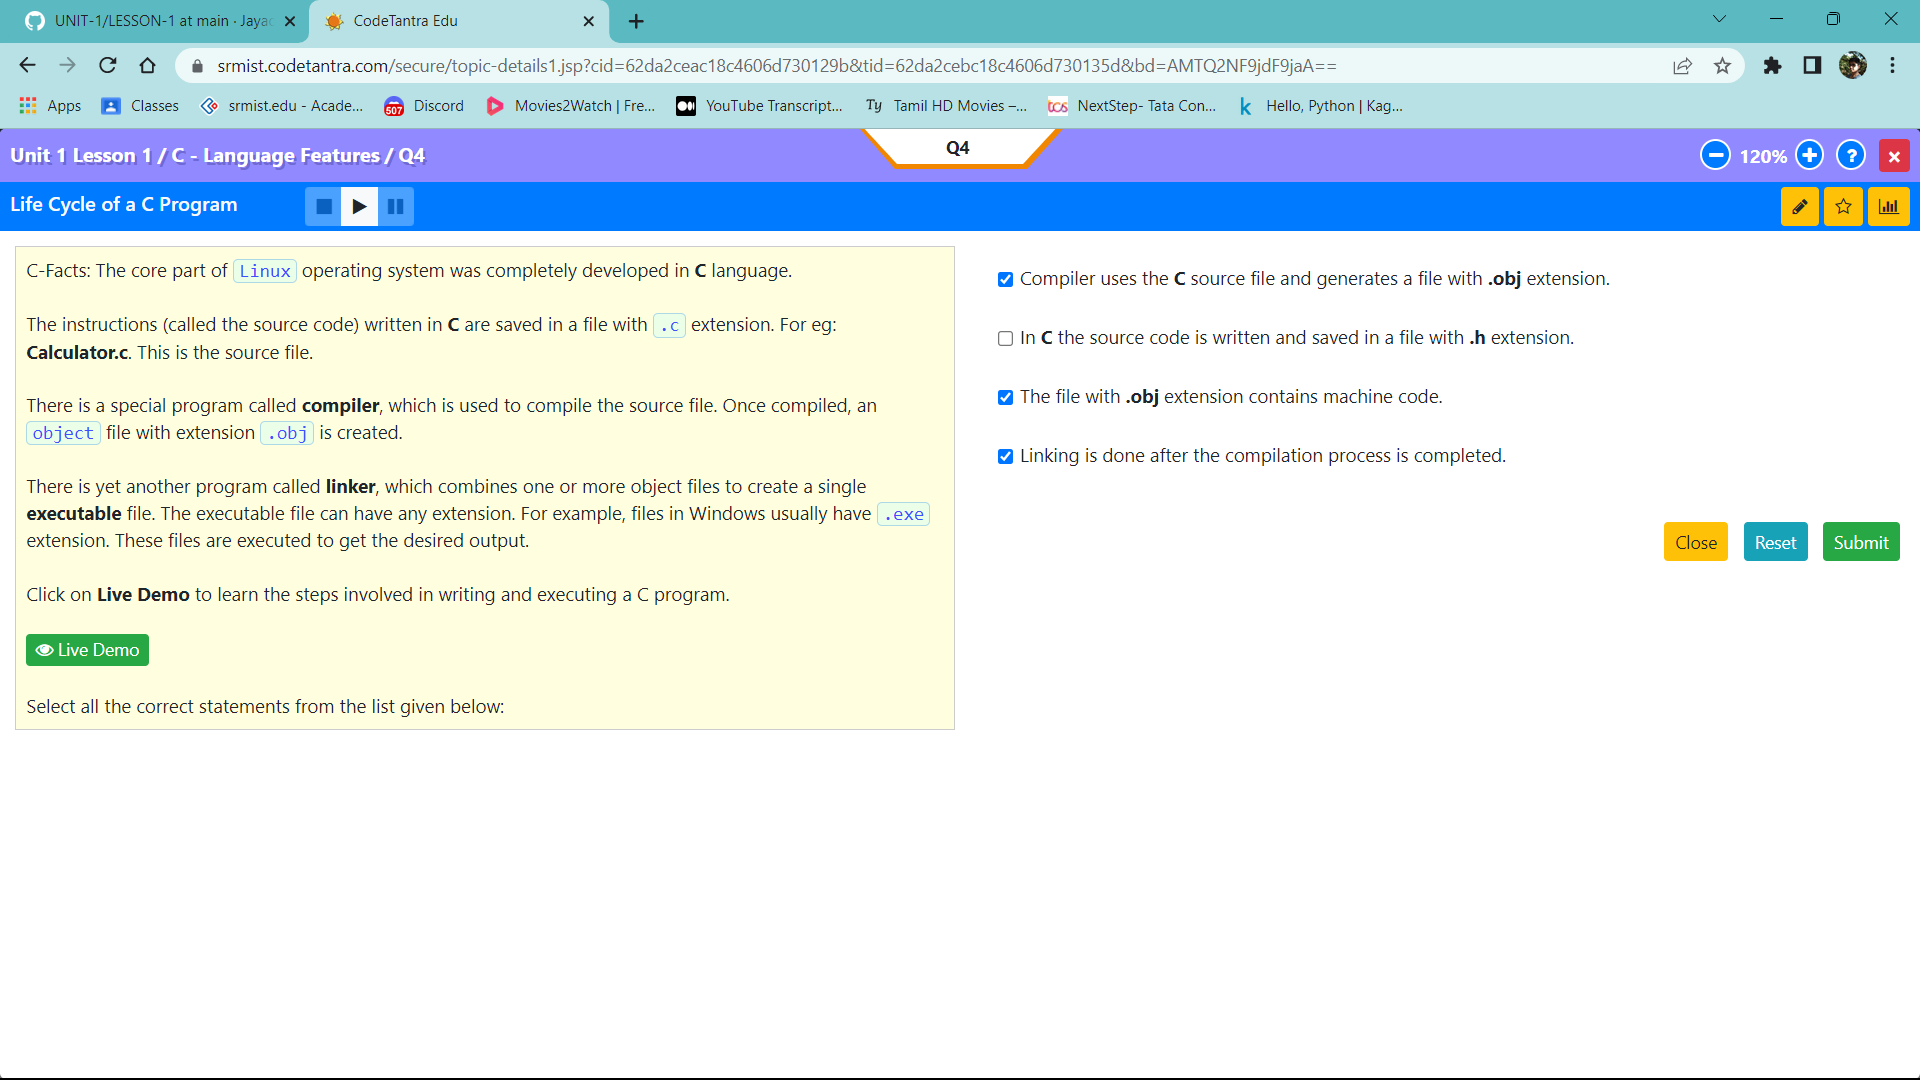 UNIT-1/LESSON-1 at main · Jayac
CodeTantra Edu
srmist.codetantra.com/secure/topic-details1.jsp?cid=62da2ceac18c4606d730129b&tid=62da2cebc18c4606d730135d&bd=AMTQ2NF9jdF9jaA==
Apps Classes srmist.edu - Acade... 507 Discord Movies2Watch | Fre... YouTube Transcript... Ty Tamil HD Movies –... tcs NextStep- Tata Con... k Hello, Python | Kag...
Unit 1 Lesson 1 / C - Language Features / Q4
Q4
120%
?
Life Cycle of a C Program
C-Facts: The core part of Linux operating system was completely developed in C language.
The instructions (called the source code) written in C are saved in a file with .c extension. For eg:
Calculator.c. This is the source file.
There is a special program called compiler, which is used to compile the source file. Once compiled, an
object file with extension .obj is created.
There is yet another program called linker, which combines one or more object files to create a single
executable file. The executable file can have any extension. For example, files in Windows usually have .exe
extension. These files are executed to get the desired output.
Click on Live Demo to learn the steps involved in writing and executing a C program.
Live Demo
Select all the correct statements from the list given below:
Compiler uses the C source file and generates a file with .obj extension.
In C the source code is written and saved in a file with .h extension.
The file with .obj extension contains machine code.
Linking is done after the compilation process is completed.
Close Reset Submit